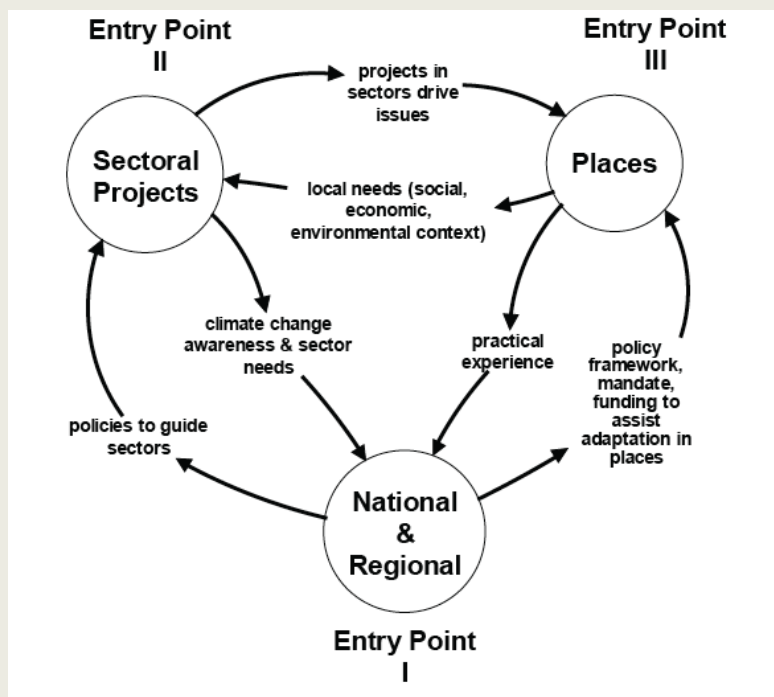 Entry Point
II
Entry Point
III
projects in
sectors drive
issues
Sectoral
Projects
Places
local needs (social,
economic,
environmental context)
climate change
awareness & sector
needs
practical
experience
policy
framework,
mandate,
funding to
assist
adaptation in
places
policies to guide
sectors
National
&
Regional
Entry Point
I